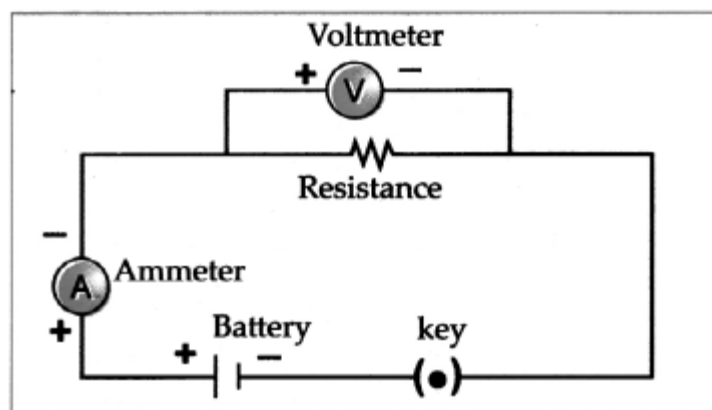 Voltmeter
+ V −
Resistance
−
A Ammeter
+
Battery key
+ −